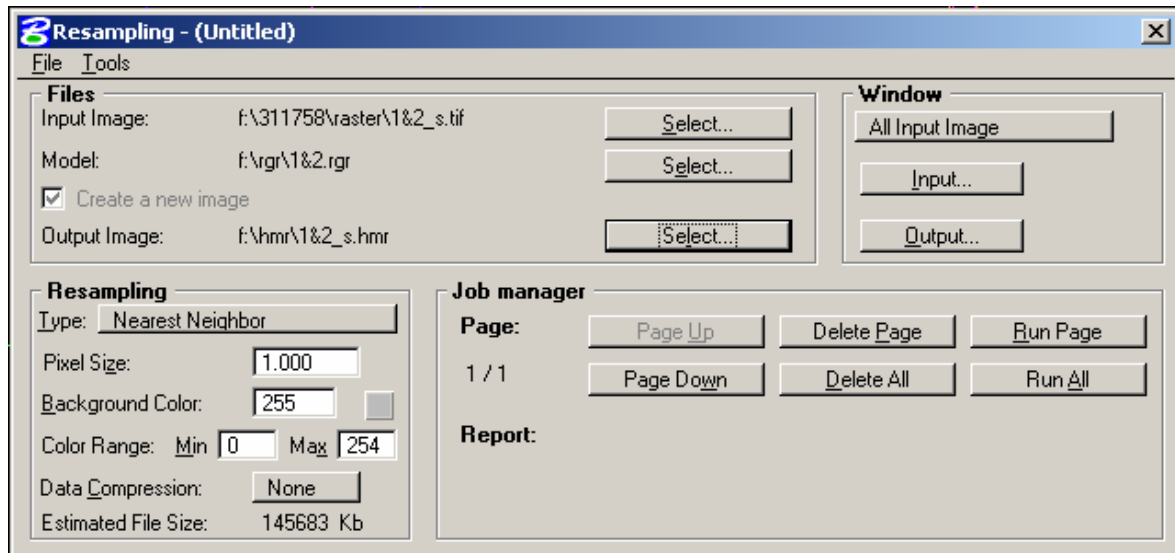 Resampling - (Untitled)
File Tools
Files
Input Image: f:\311758\raster\1&2_s.tif Select...
Model: f:\rgr\1&2.rgr Select...
Create a new image
Output Image: f:\hmr\1&2_s.hmr Select...
Window
All Input Image
Input...
Output...
Resampling
Type: Nearest Neighbor
Pixel Size: 1.000
Background Color: 255
Color Range: Min 0 Max 254
Data Compression: None
Estimated File Size: 145683 Kb
Job manager
Page: Page Up Delete Page Run Page
1 / 1 Page Down Delete All Run All
Report: